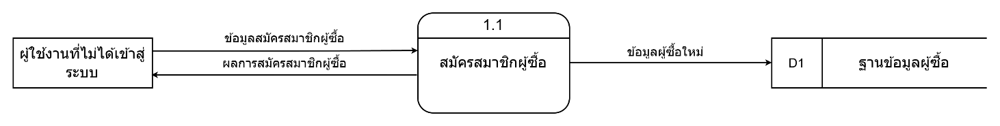 1.1
ข้อมูลสมัครสมาชิกผู้ซื้อ
ผู้ใช้งานที่ไม่ได้เข้าสู่
ระบบ
ผลการสมัครสมาชิกผู้ซื้อ
สมัครสมาชิกผู้ซื้อ
ข้อมูลผู้ซื้อใหม่
D1
ฐานข้อมูลผู้ซื้อ